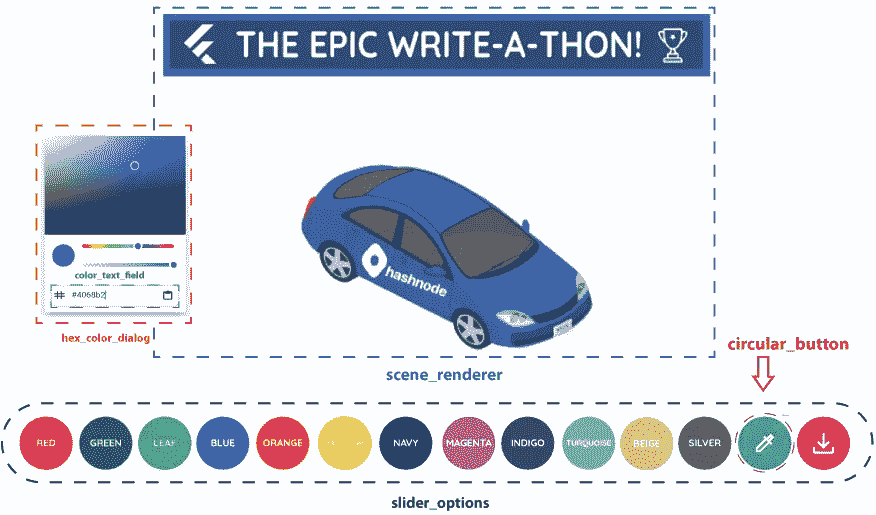 THE EPIC WRITE-A-THON!
hashnode
color_text_field
#4068b2
hex_color_dialog
scene_renderer
circular_button
RED
GREEN
LEAF
BLUE
ORANGE
NAVY
MAGENTA
INDIGO
TURQUOISE
BEIGE
SILVER
slider_options